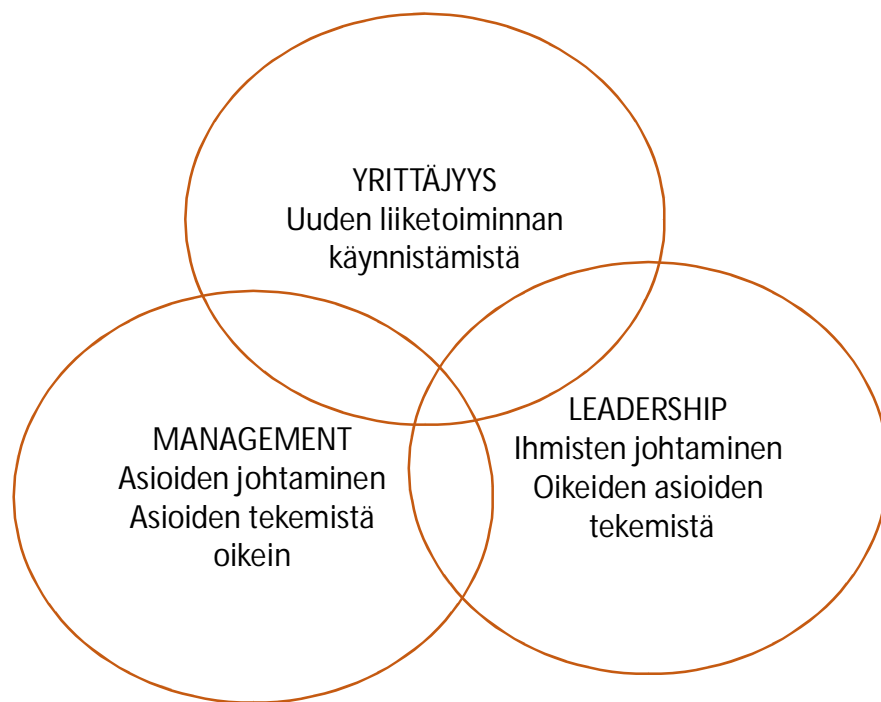 YRITTÄJYYS
Uuden liiketoiminnan
käynnistämistä
MANAGEMENT
Asioiden johtaminen
Asioiden tekemistä
oikein
LEADERSHIP
Ihmisten johtaminen
Oikeiden asioiden
tekemistä